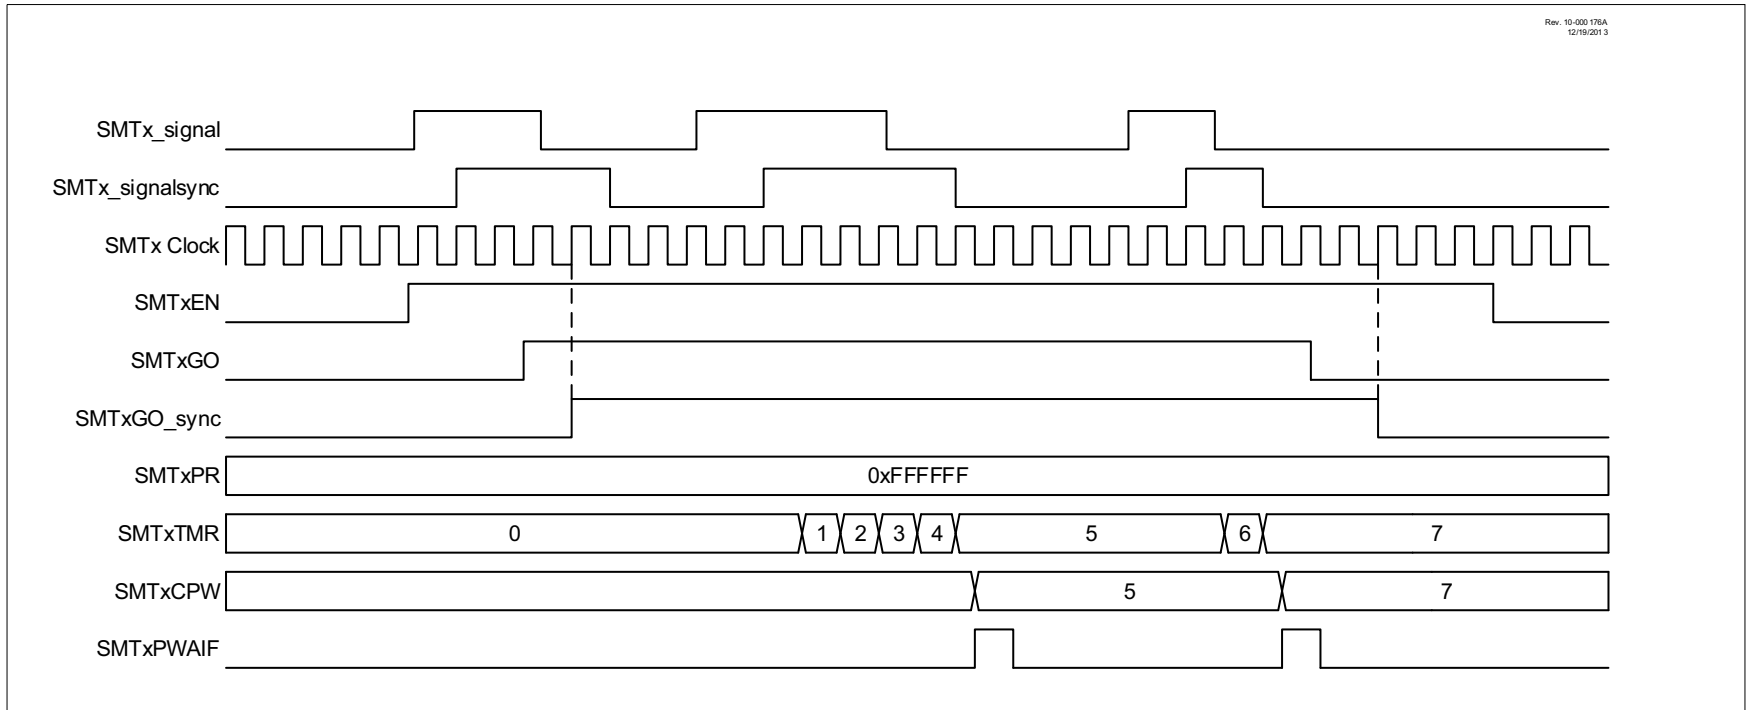 Rev. 10-000 176A
12/19/201 3
SMTx_signal
SMTx_signalsync
SMTx Clock
SMTxEN
SMTxGO
SMTxGO_sync
SMTxPR 0xFFFFFF
SMTxTMR 0 1 2 3 4 5 6 7
SMTxCPW 5 7
SMTxPWAIF